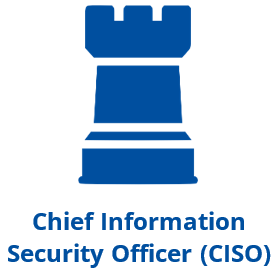 Chief Information
Security Officer (CISO)